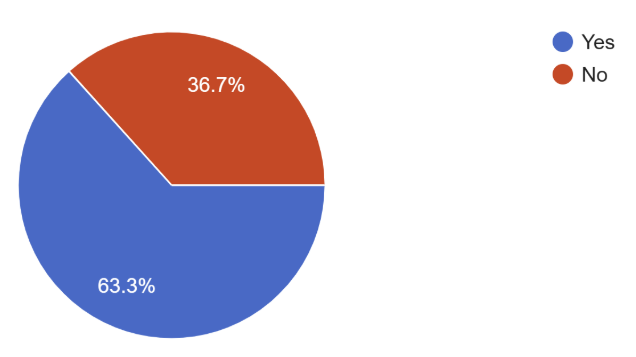 Yes
No
36.7%
63.3%